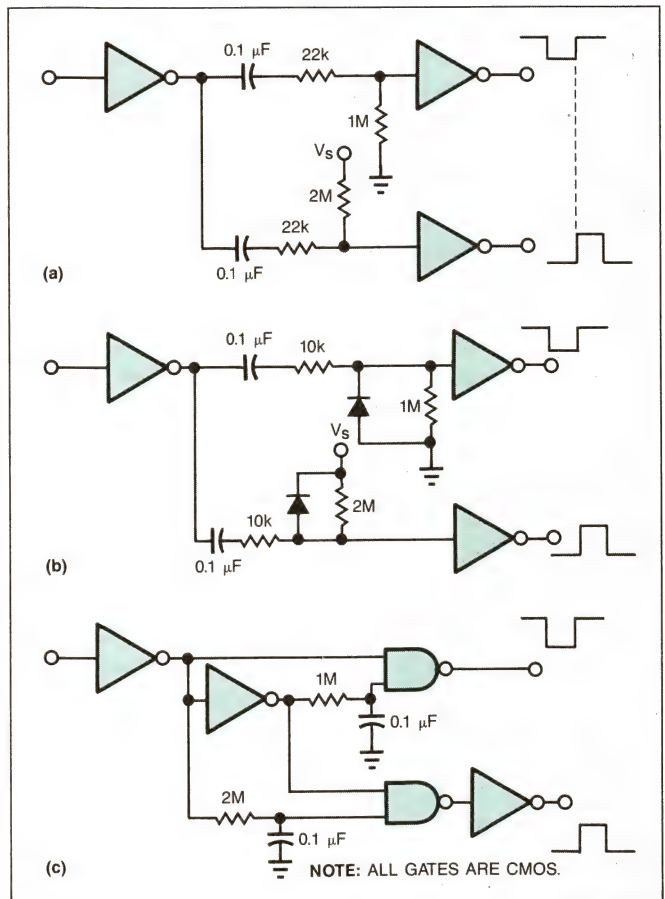 0.1 μF
22k
1M
Vs
2M
22k
0.1 μF
(a)
0.1 μF
10k
1M
Vs
2M
10k
0.1 μF
(b)
1M
0.1 μF
2M
0.1 μF
(c)
NOTE: ALL GATES ARE CMOS.